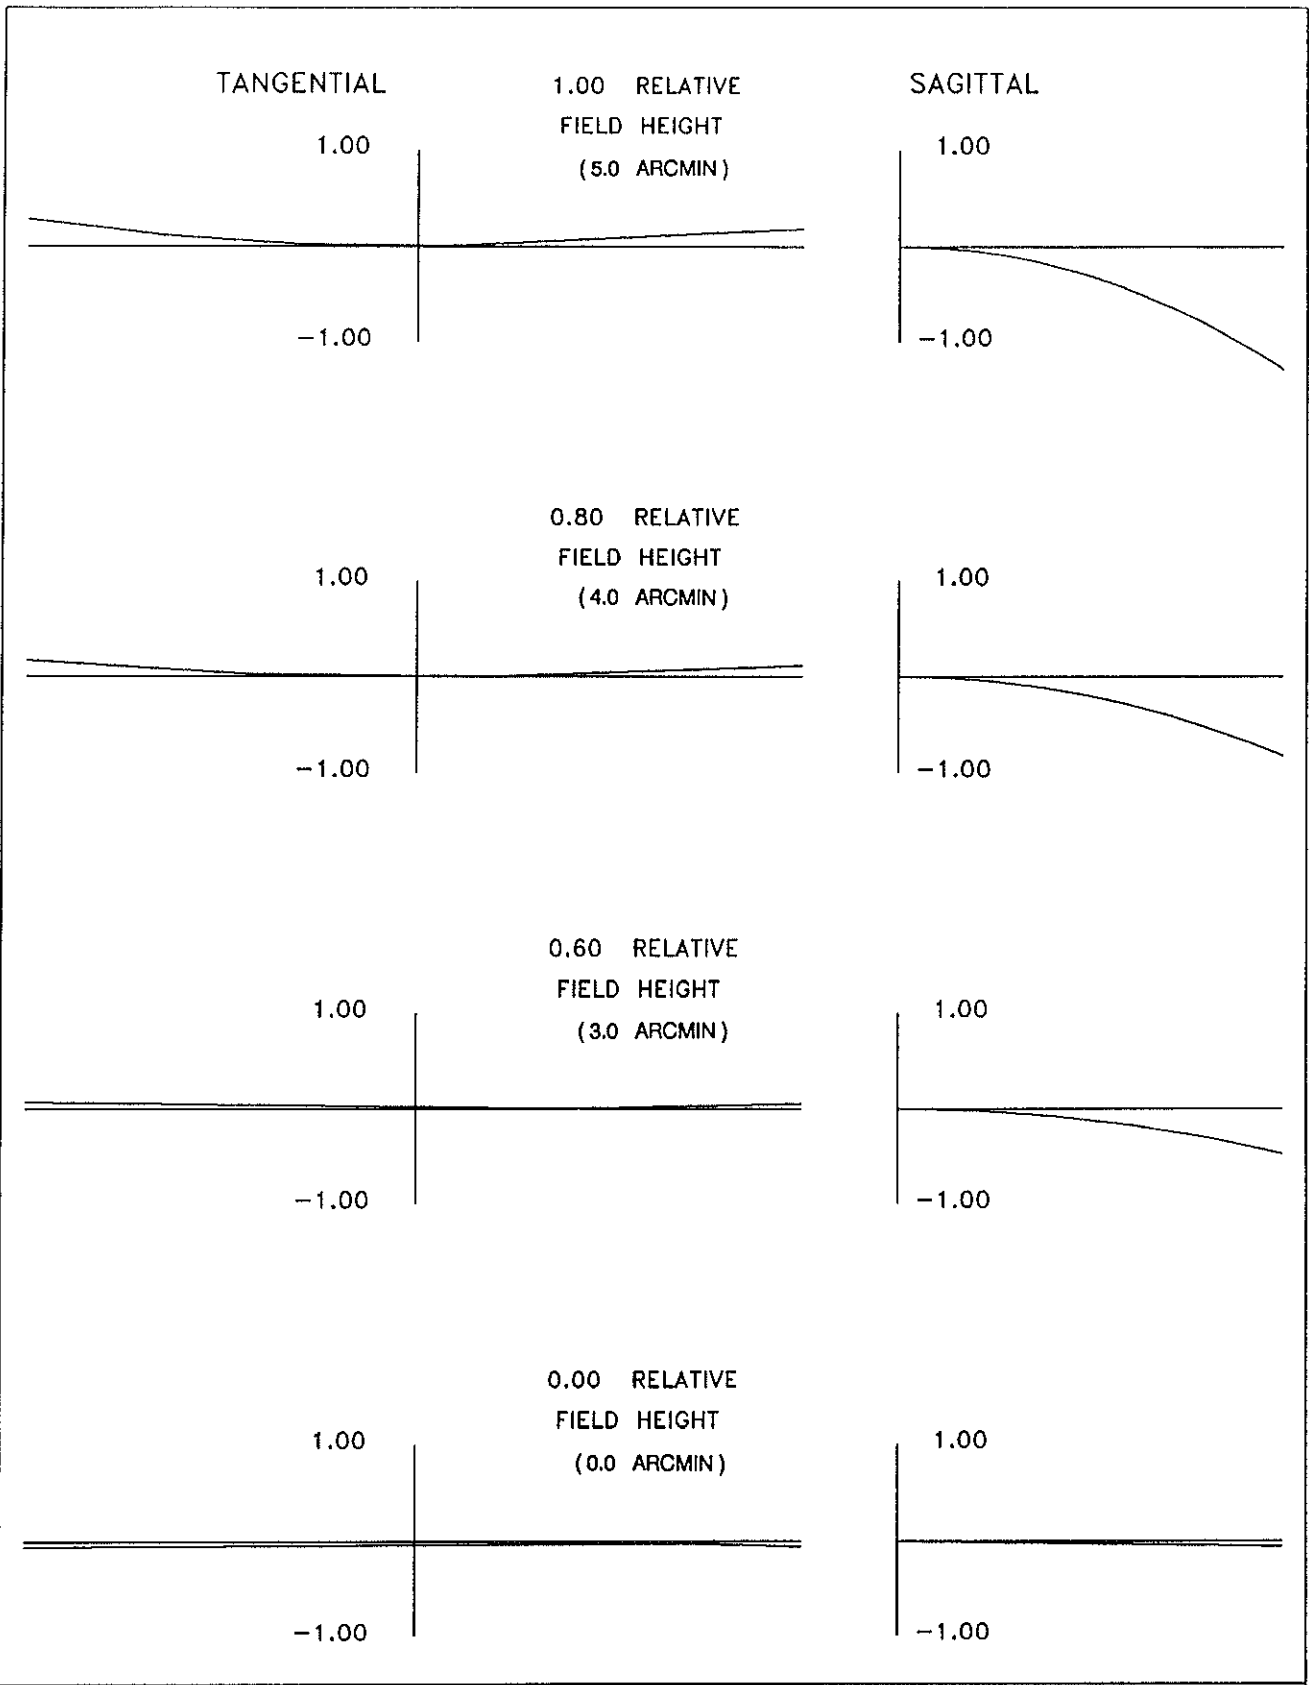 TANGENTIAL
1.00 RELATIVE
FIELD HEIGHT
(5.0 ARCMIN)
SAGITTAL
1.00
-1.00
1.00
-1.00
0.80 RELATIVE
FIELD HEIGHT
(4.0 ARCMIN)
1.00
-1.00
1.00
-1.00
0.60 RELATIVE
FIELD HEIGHT
(3.0 ARCMIN)
1.00
-1.00
1.00
-1.00
0.00 RELATIVE
FIELD HEIGHT
(0.0 ARCMIN)
1.00
-1.00
1.00
-1.00